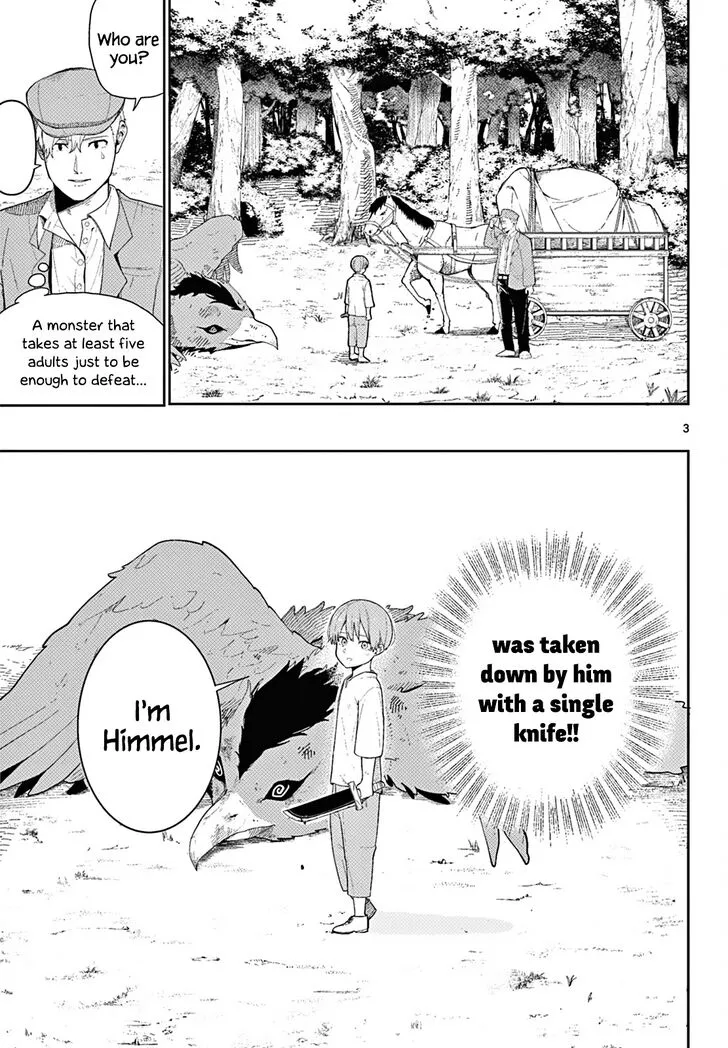 Who are
you?
A monster that
takes at least five
adults just to be
enough to defeat...
3
was taken
down by him
with a single
knife!!
I'm
Himmel.